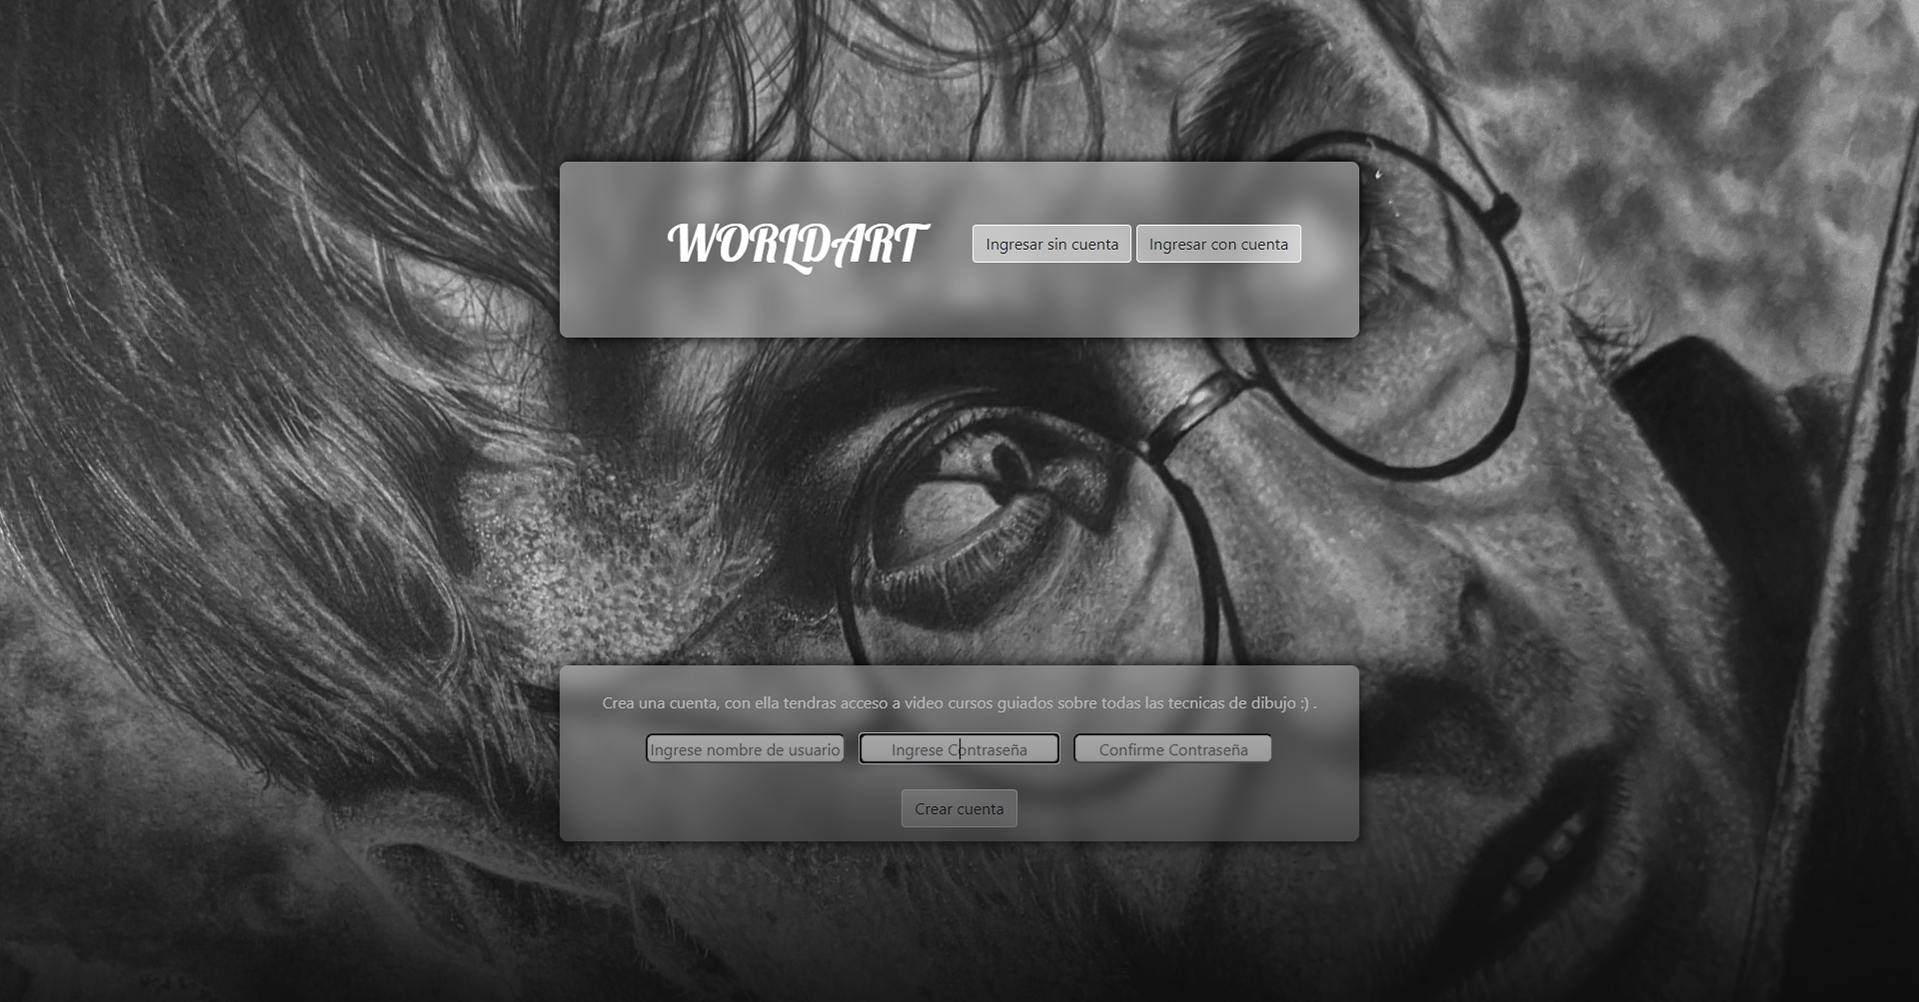 WORLDART
Ingresar sin cuenta
Ingresar con cuenta
Crea una cuenta, con ella tendras acceso a video cursos guiados sobre todas las tecnicas de dibujo :) .
Ingrese nombre de usuario
Ingrese Contraseña
Confirme Contraseña
Crear cuenta